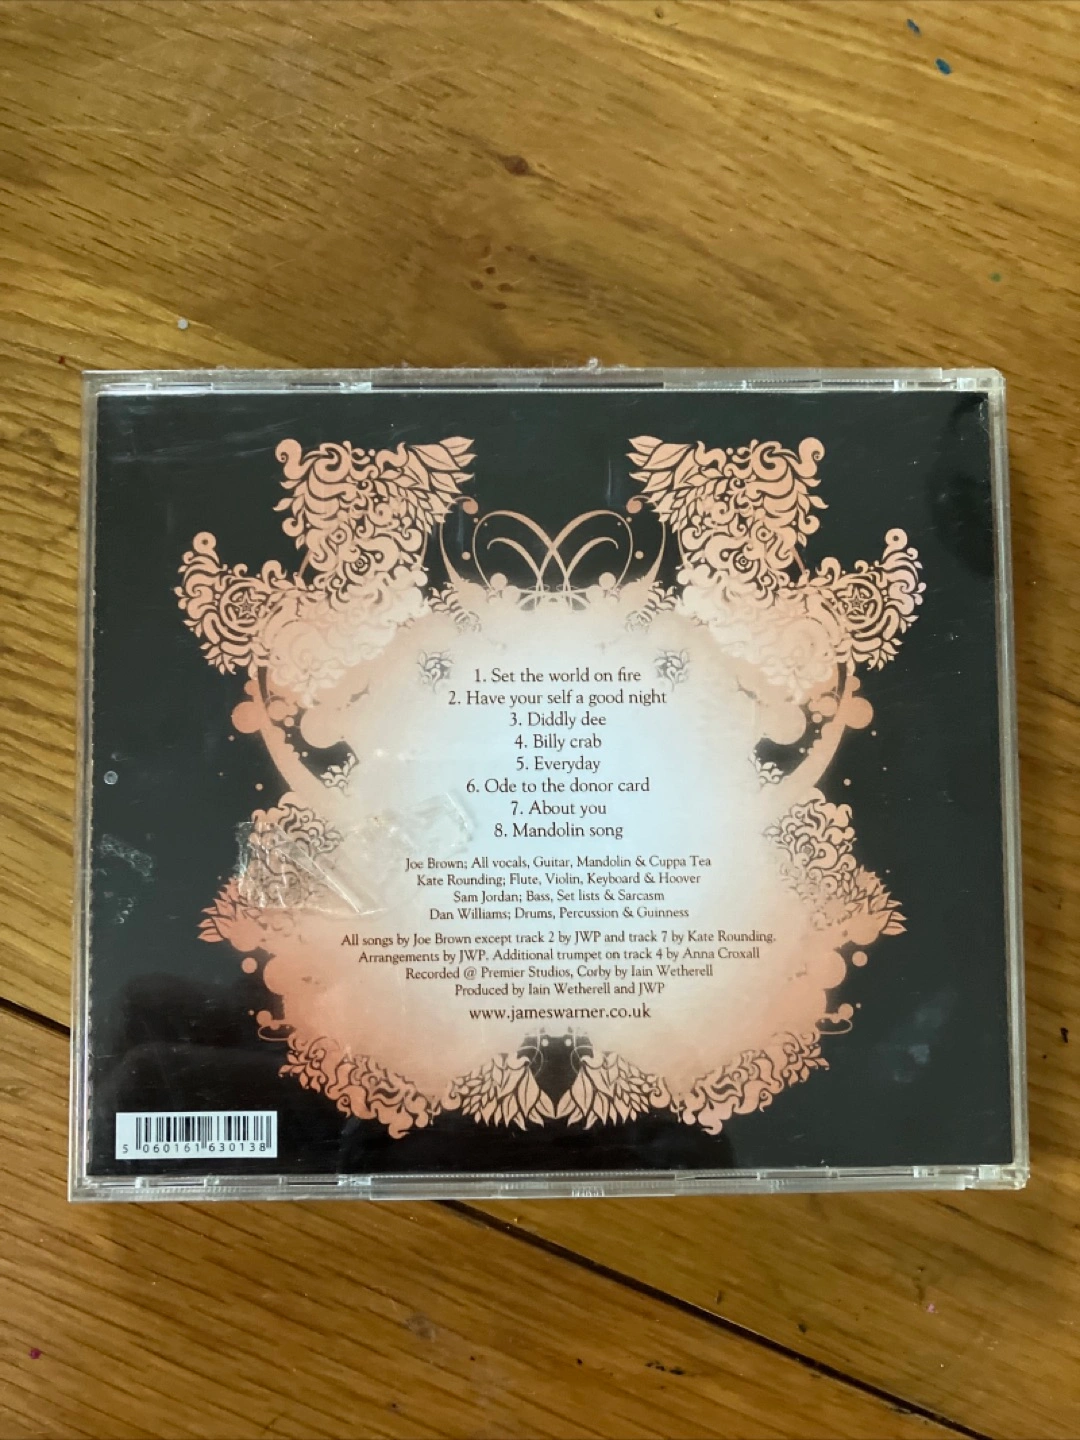 1. Set the world on fire
2. Have your self a good night
3. Diddly dee
4. Billy crab
5. Everyday
6. Ode to the donor card
7. About you
8. Mandolin song
Joe Brown; All vocals, Guitar, Mandolin & Cuppa Tea
Kate Rounding; Flute, Violin, Keyboard & Hoover
Sam Jordan; Bass, Set lists & Sarcasm
Dan Williams; Drums, Percussion & Guinness
All songs by Joe Brown except track 2 by JWP and track 7 by Kate Rounding.
Arrangements by JWP. Additional trumpet on track 4 by Anna Croxall
Recorded @ Premier Studios, Corby by Iain Wetherell
Produced by Iain Wetherell and JWP
www.jameswarner.co.uk
5 060161 630138